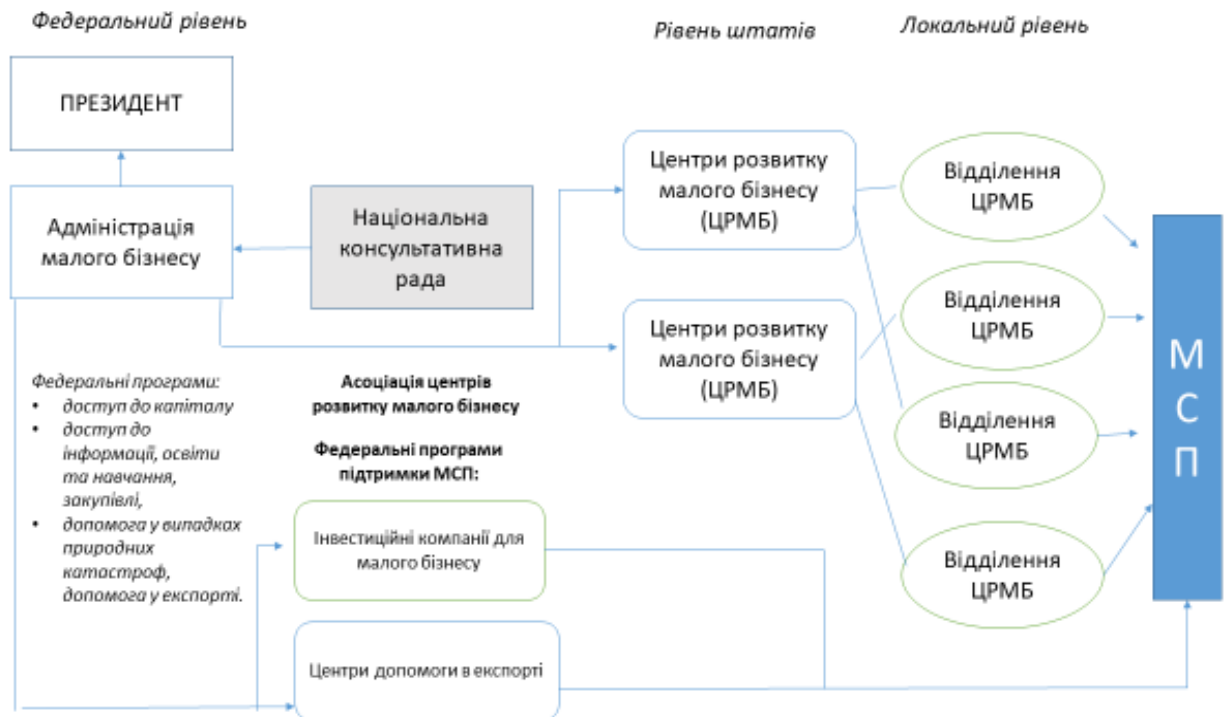 Федеральний рівень
Рівень штатів
Локальний рівень
ПРЕЗИДЕНТ
Адміністрація
малого бізнесу
Національна
консультативна
рада
Центри розвитку
малого бізнесу
(ЦРМБ)
Центри розвитку
малого бізнесу
(ЦРМБ)
Відділення
ЦРМБ
Відділення
ЦРМБ
Відділення
ЦРМБ
Відділення
ЦРМБ
М
С
П
Федеральні програми:
• доступ до капіталу
• доступ до
інформації, освіти
та навчання,
закупівлі,
• допомога у випадках
природних
катастроф,
допомога у експорті.
Асоціація центрів
розвитку малого бізнесу
Федеральні програми
підтримки МСП:
Інвестиційні компанії для
малого бізнесу
Центри допомоги в експорті